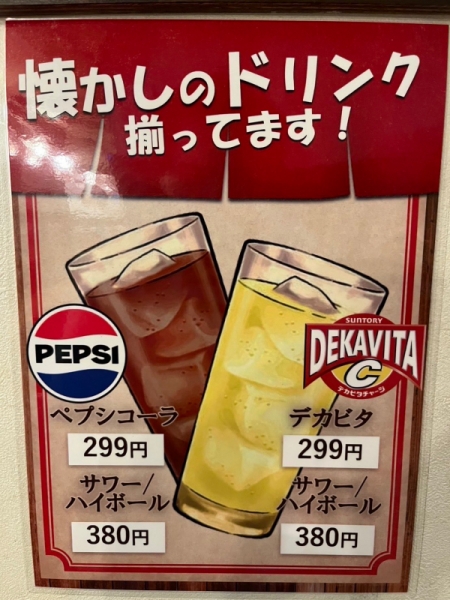 懐かしのドリンク
揃ってます!
PEPSI
ペプシコーラ
299円
サワー/
ハイボール
380円
SUNTORY
DEKAVITA
C
デカビタチャージ
デカビタ
299円
サワー/
ハイボール
380円